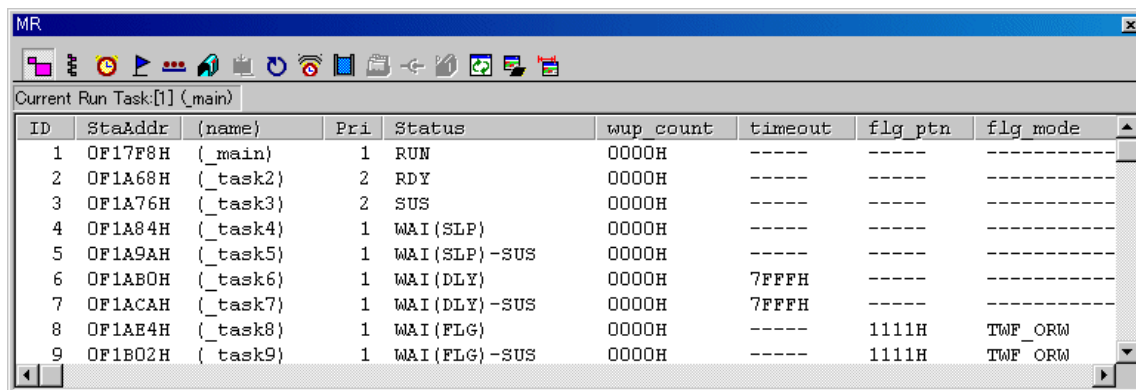 MR
Current Run Task:[1] (_main)
ID StaAddr (name) Pri Status wup_count timeout flg_ptn flg_mode
1 0F17F8H (_main) 1 RUN 0000H ----- ----- -----------
2 0F1A68H (_task2) 2 RDY 0000H ----- ----- -----------
3 0F1A76H (_task3) 2 SUS 0000H ----- ----- -----------
4 0F1A84H (_task4) 1 WAI(SLP) 0000H ----- ----- -----------
5 0F1A9AH (_task5) 1 WAI(SLP)-SUS 0000H ----- ----- -----------
6 0F1AB0H (_task6) 1 WAI(DLY) 0000H 7FFFH ----- -----------
7 0F1ACAH (_task7) 1 WAI(DLY)-SUS 0000H 7FFFH ----- -----------
8 0F1AE4H (_task8) 1 WAI(FLG) 0000H ----- 1111H TWF_ORW
9 0F1B02H (_task9) 1 WAI(FLG)-SUS 0000H ----- 1111H TWF_ORW